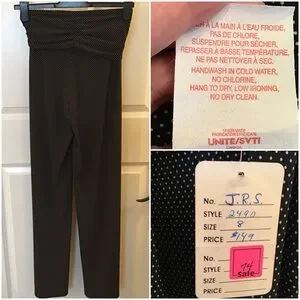 À LA MAIN À L'EAU FROIDE,
PAS DE CHLORE,
SUSPENDRE POUR SÉCHER,
REPASSER À BASSE TEMPÉRATURE,
NE PAS NETTOYER À SEC.
HANDWASH IN COLD WATER,
NO CHLORINE,
HANG TO DRY, LOW IRONING,
NO DRY CLEAN.
UNITE/SVTI
No. J.R.S.
STYLE 2490
SIZE 8
PRICE $149
No.
STYLE
SIZE
PRICE
74
sale